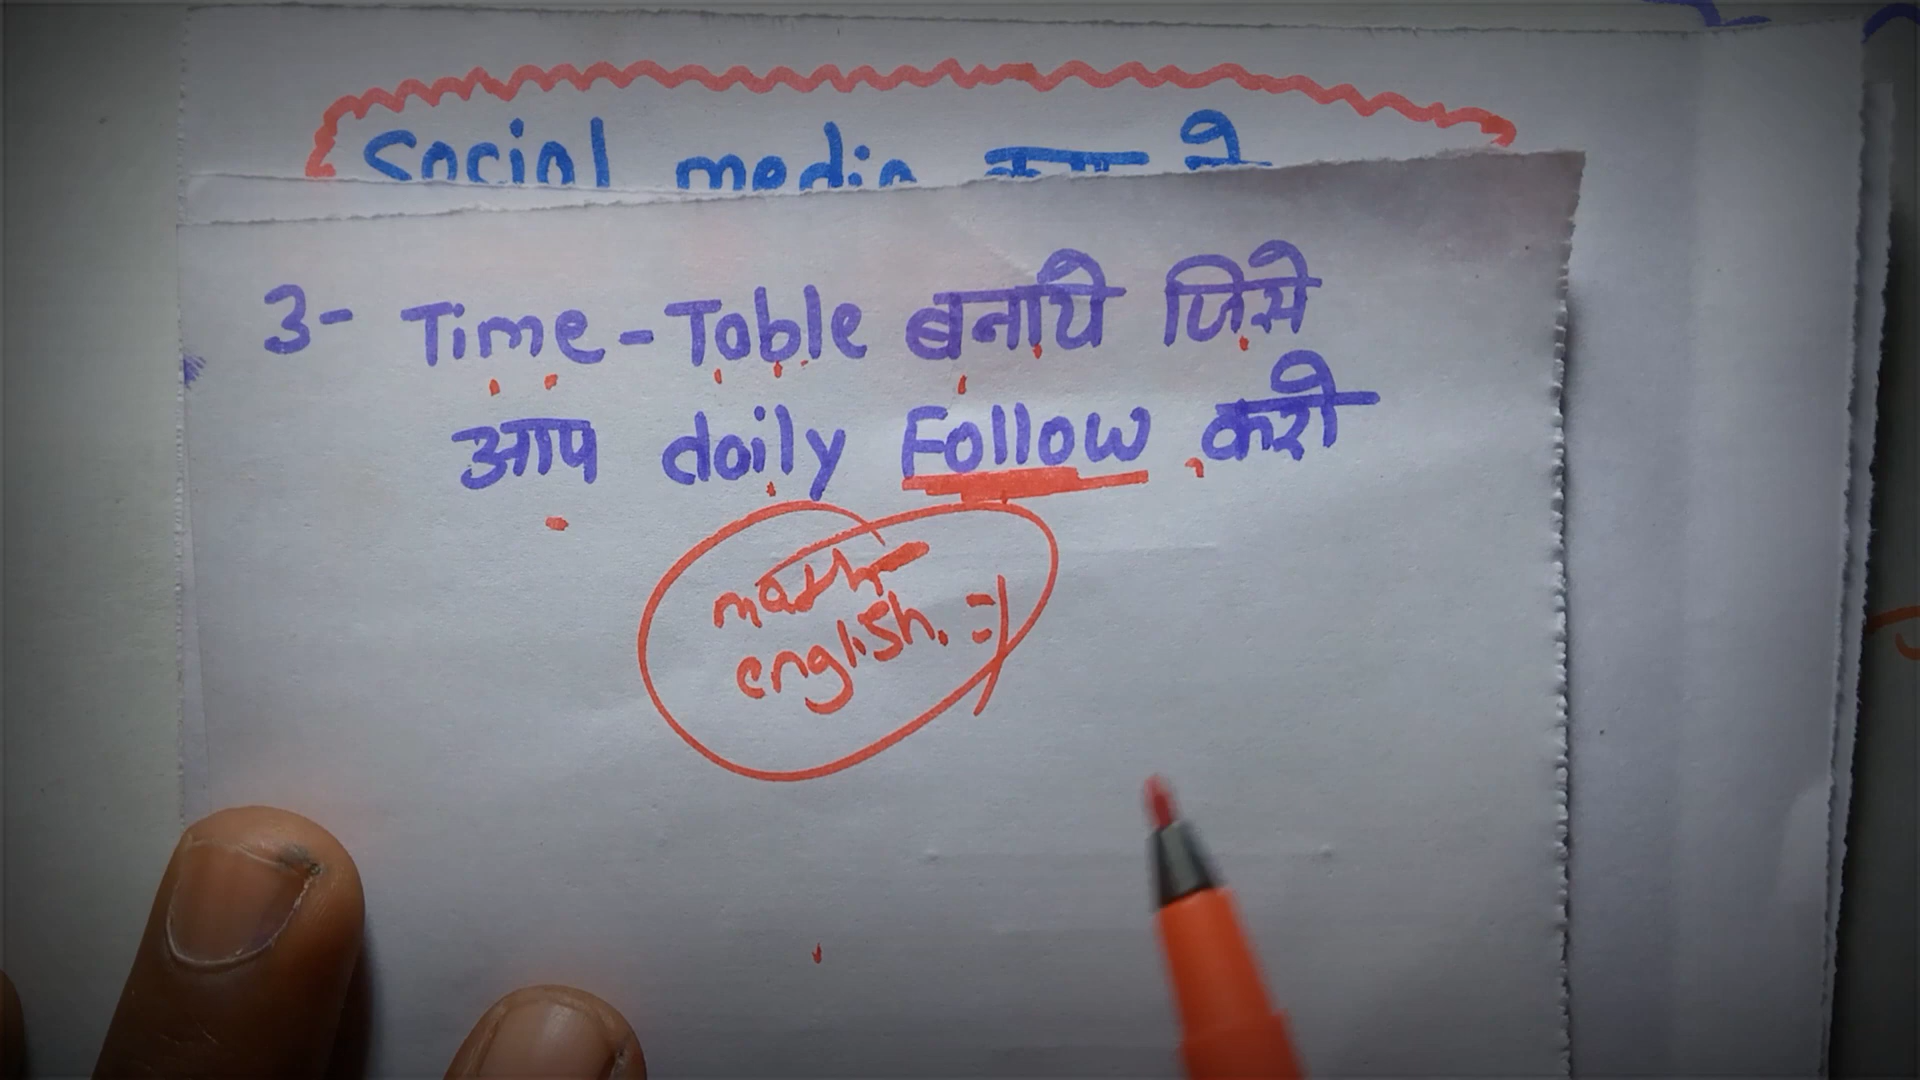 Social media
3- Time-Table बनाये जिसे
आप daily Follow करो
math
english.